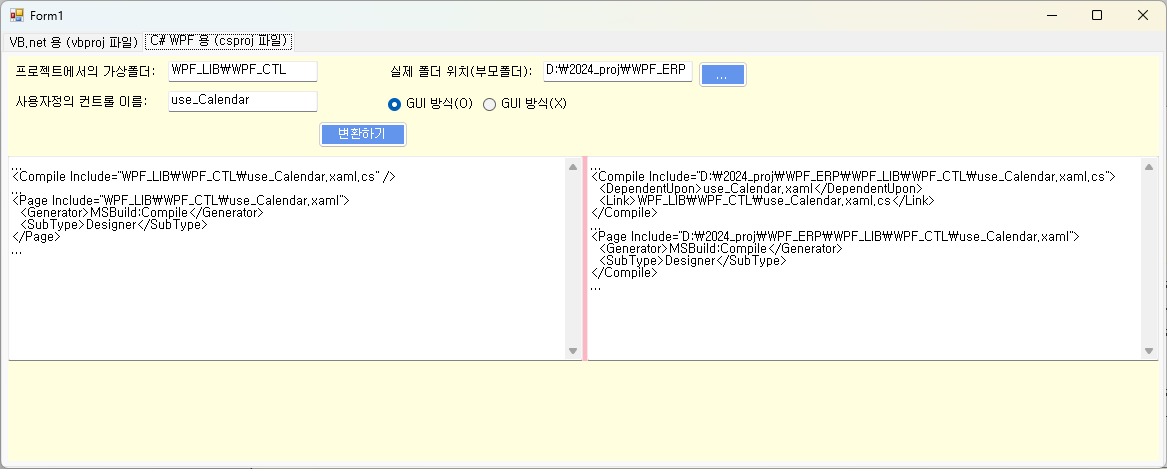 Form1
VB.net 용 (vbproj 파일) C# WPF 용 (csproj 파일)
프로젝트에서의 가상폴더: WPF_LIB₩WPF_CTL 실제 폴더 위치(부모폴더): D:₩2024_proj₩WPF_ERP ...
사용자정의 컨트롤 이름: use_Calendar GUI 방식(O) GUI 방식(X)
변환하기
...
<Compile Include="WPF_LIB₩WPF_CTL₩use_Calendar.xaml.cs" />
...
<Page Include="WPF_LIB₩WPF_CTL₩use_Calendar.xaml">
<Generator>MSBuild:Compile</Generator>
<SubType>Designer</SubType>
</Page>
...
...
<Compile Include="D:₩2024_proj₩WPF_ERP₩WPF_LIB₩WPF_CTL₩use_Calendar.xaml.cs">
<DependentUpon>use_Calendar.xaml</DependentUpon>
<Link>WPF_LIB₩WPF_CTL₩use_Calendar.xaml.cs</Link>
</Compile>
...
<Page Include="D:₩2024_proj₩WPF_ERP₩WPF_LIB₩WPF_CTL₩use_Calendar.xaml">
<Generator>MSBuild:Compile</Generator>
<SubType>Designer</SubType>
</Compile>
...